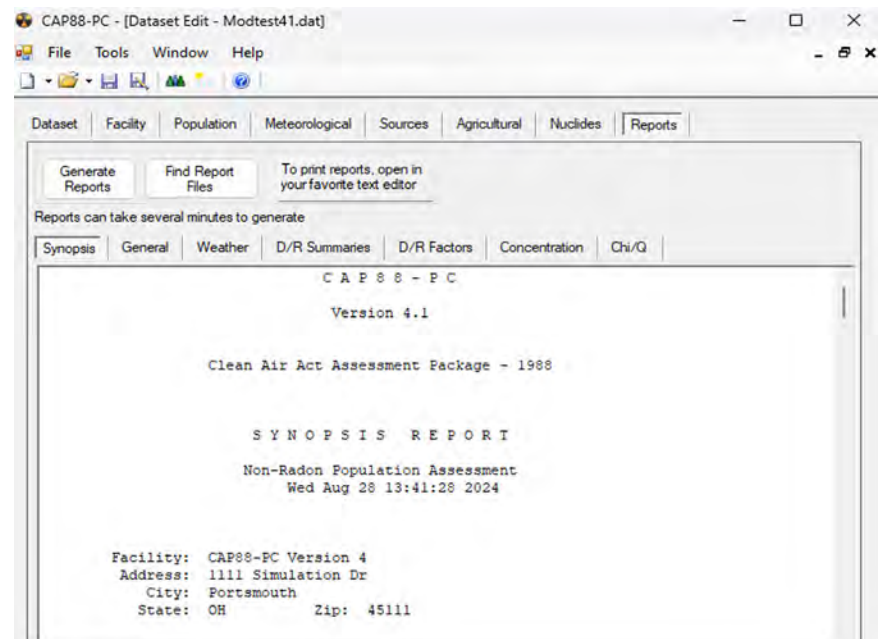 CAP88-PC - [Dataset Edit - Modtest41.dat]
File Tools Window Help
Dataset Facility Population Meteorological Sources Agricultural Nuclides Reports
Generate Reports
Find Report Files
To print reports, open in
your favorite text editor
Reports can take several minutes to generate
Synopsis General Weather D/R Summaries D/R Factors Concentration Chi/Q
C A P 8 8 - P C
Version 4.1
Clean Air Act Assessment Package - 1988
S Y N O P S I S   R E P O R T
Non-Radon Population Assessment
Wed Aug 28 13:41:28 2024
Facility: CAP88-PC Version 4
Address: 1111 Simulation Dr
City: Portsmouth
State: OH Zip: 45111